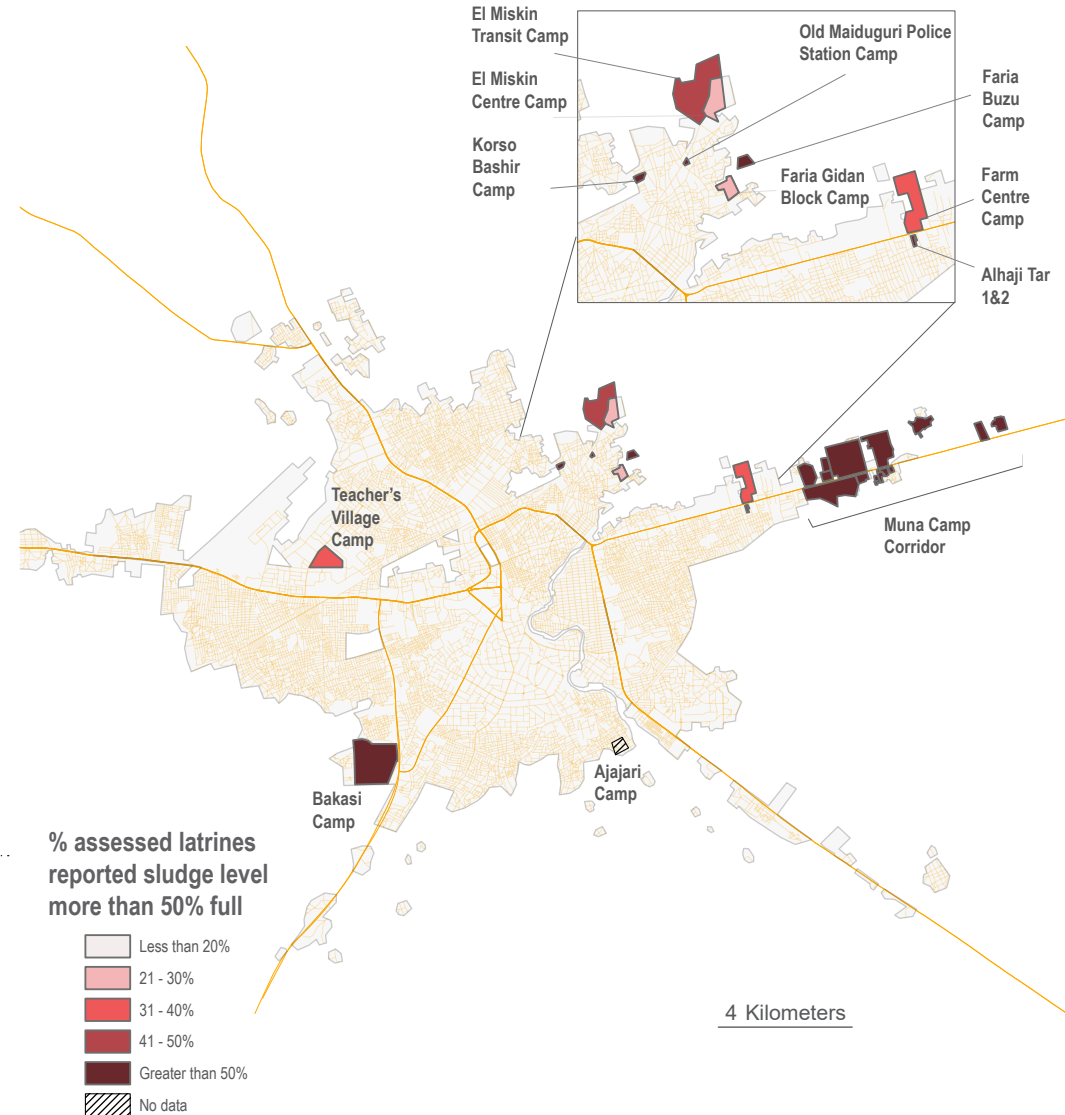 El Miskin
Transit Camp
El Miskin
Centre Camp
Korso
Bashir
Camp
Old Maiduguri Police
Station Camp
Faria
Buzu
Camp
Faria Gidan
Block Camp
Farm
Centre
Camp
Alhaji Tar
1&2
Teacher's
Village
Camp
Muna Camp
Corridor
Bakasi
Camp
Ajajari
Camp
% assessed latrines
reported sludge level
more than 50% full
Less than 20%
21 - 30%
31 - 40%
41 - 50%
Greater than 50%
No data
4 Kilometers